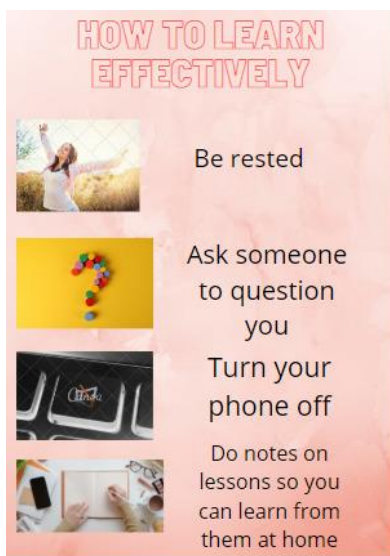 HOW TO LEARN
EFFECTIVELY
Be rested
Ask someone
to question
you
Turn your
phone off
Canva
Do notes on
lessons so you
can learn from
them at home